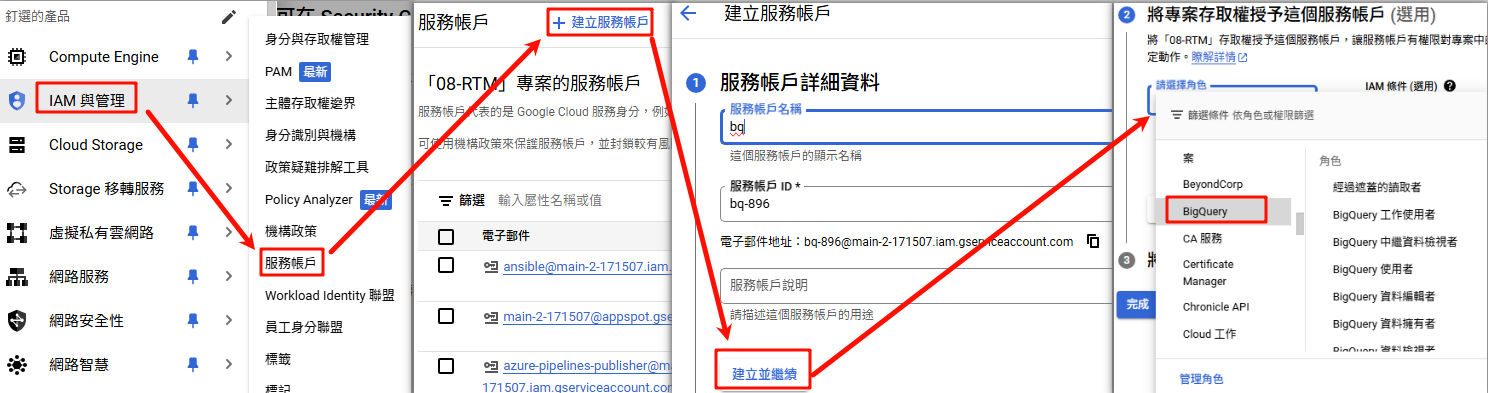 釘選的產品
可在 Security C
Compute Engine
IAM 與管理
Cloud Storage
Storage 移轉服務
虛擬私有雲網路
網路服務
網路安全性
網路智慧
身分與存取權管理
PAM 最新
主體存取權邊界
身分識別與機構
政策疑難排解工具
Policy Analyzer 最新
機構政策
服務帳戶
Workload Identity 聯盟
員工身分聯盟
標籤
標記
服務帳戶
+ 建立服務帳戶
「08-RTM」專案的服務帳戶
服務帳戶代表的是 Google Cloud 服務身分,例如
可使用機構政策來保護服務帳戶,並封鎖較有風
篩選 輸入屬性名稱或值
電子郵件
ansible@main-2-171507.iam.
main-2-171507@appspot.gse
azure-pipelines-publisher@ma
171507.iam.gserviceaccount.com
建立服務帳戶
1 服務帳戶詳細資料
服務帳戶名稱
bq
這個服務帳戶的顯示名稱
服務帳戶 ID *
bq-896
電子郵件地址:bq-896@main-2-171507.iam.gserviceaccount.com
服務帳戶說明
請描述這個服務帳戶的用途
建立並繼續
2 將專案存取權授予這個服務帳戶 (選用)
將「08-RTM」存取權授予這個服務帳戶,讓服務帳戶有權限對專案中的
定動作。瞭解詳情
請選擇角色
IAM 條件 (選用)
篩選條件 依角色或權限篩選
案
BeyondCorp
BigQuery
CA 服務
Certificate
Manager
Chronicle API
Cloud 工作
角色
經過遮蓋的讀取者
BigQuery 工作使用者
BigQuery 中繼資料檢視者
BigQuery 使用者
BigQuery 資料編輯者
BigQuery 資料擁有者
BigQuery 資料檢視者
管理角色
3 將
完成